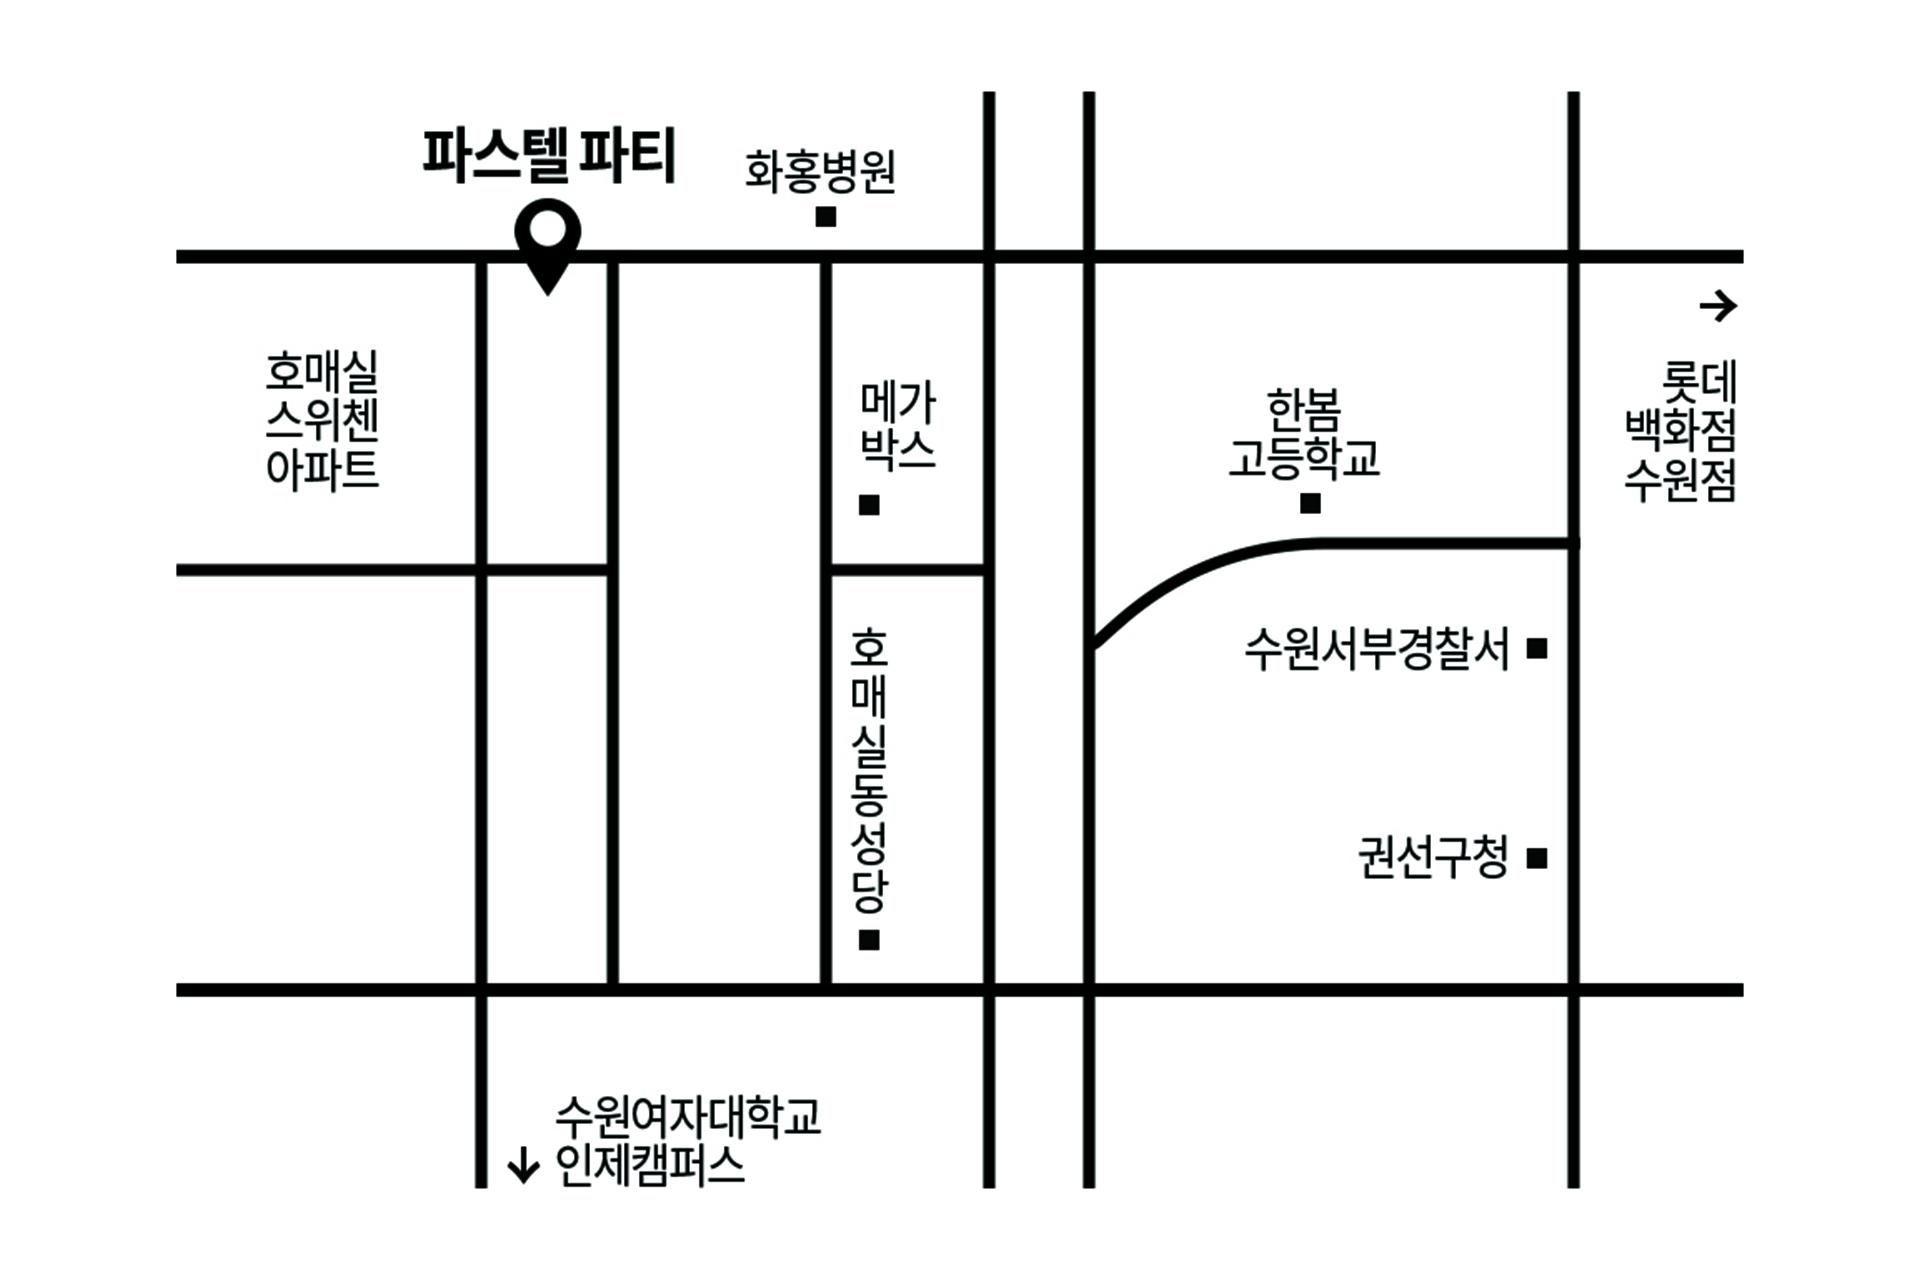 파스텔 파티
화홍병원
호매실
스위첸
아파트
메가
박스
한봄
고등학교
→
롯데
백화점
수원점
호
매
실
동
성
당
수원서부경찰서
권선구청
수원여자대학교
↓ 인제캠퍼스